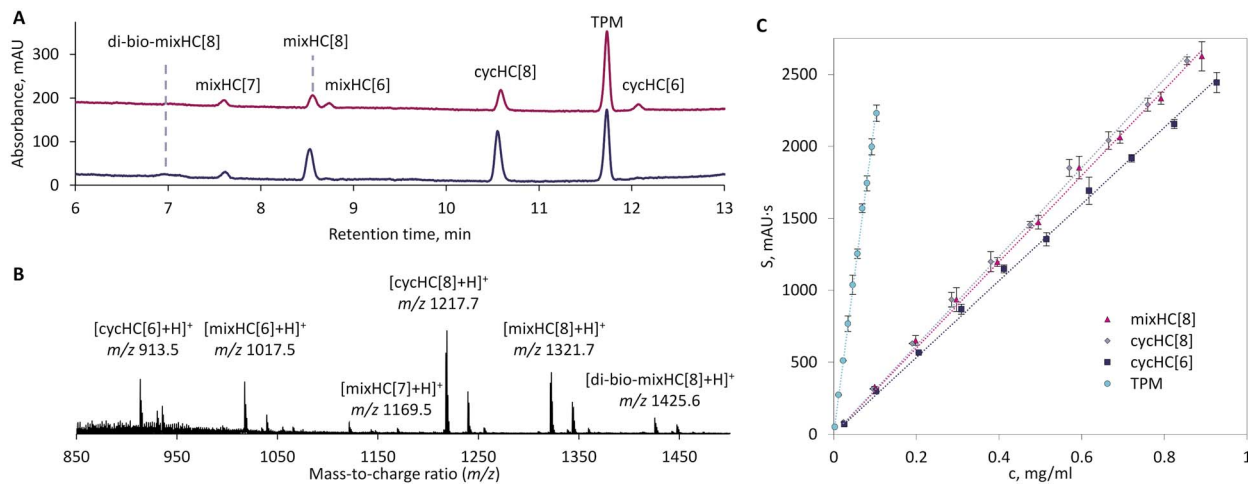 A
Absorbance, mAU
300
200
100
0
di-bio-mixHC[8]
mixHC[7]
mixHC[8]
mixHC[6]
cycHC[8]
TPM
cycHC[6]
6 7 8 9 10 11 12 13
Retention time, min
B
[cycHC[6]+H]⁺
m/z 913.5
[mixHC[6]+H]⁺
m/z 1017.5
[mixHC[7]+H]⁺
m/z 1169.5
[cycHC[8]+H]⁺
m/z 1217.7
[mixHC[8]+H]⁺
m/z 1321.7
[di-bio-mixHC[8]+H]⁺
m/z 1425.6
850 950 1050 1150 1250 1350 1450
Mass-to-charge ratio (m/z)
C
S, mAU·s
2500
2000
1500
1000
500
0
mixHC[8]
cycHC[8]
cycHC[6]
TPM
0 0.2 0.4 0.6 0.8 1
c, mg/ml